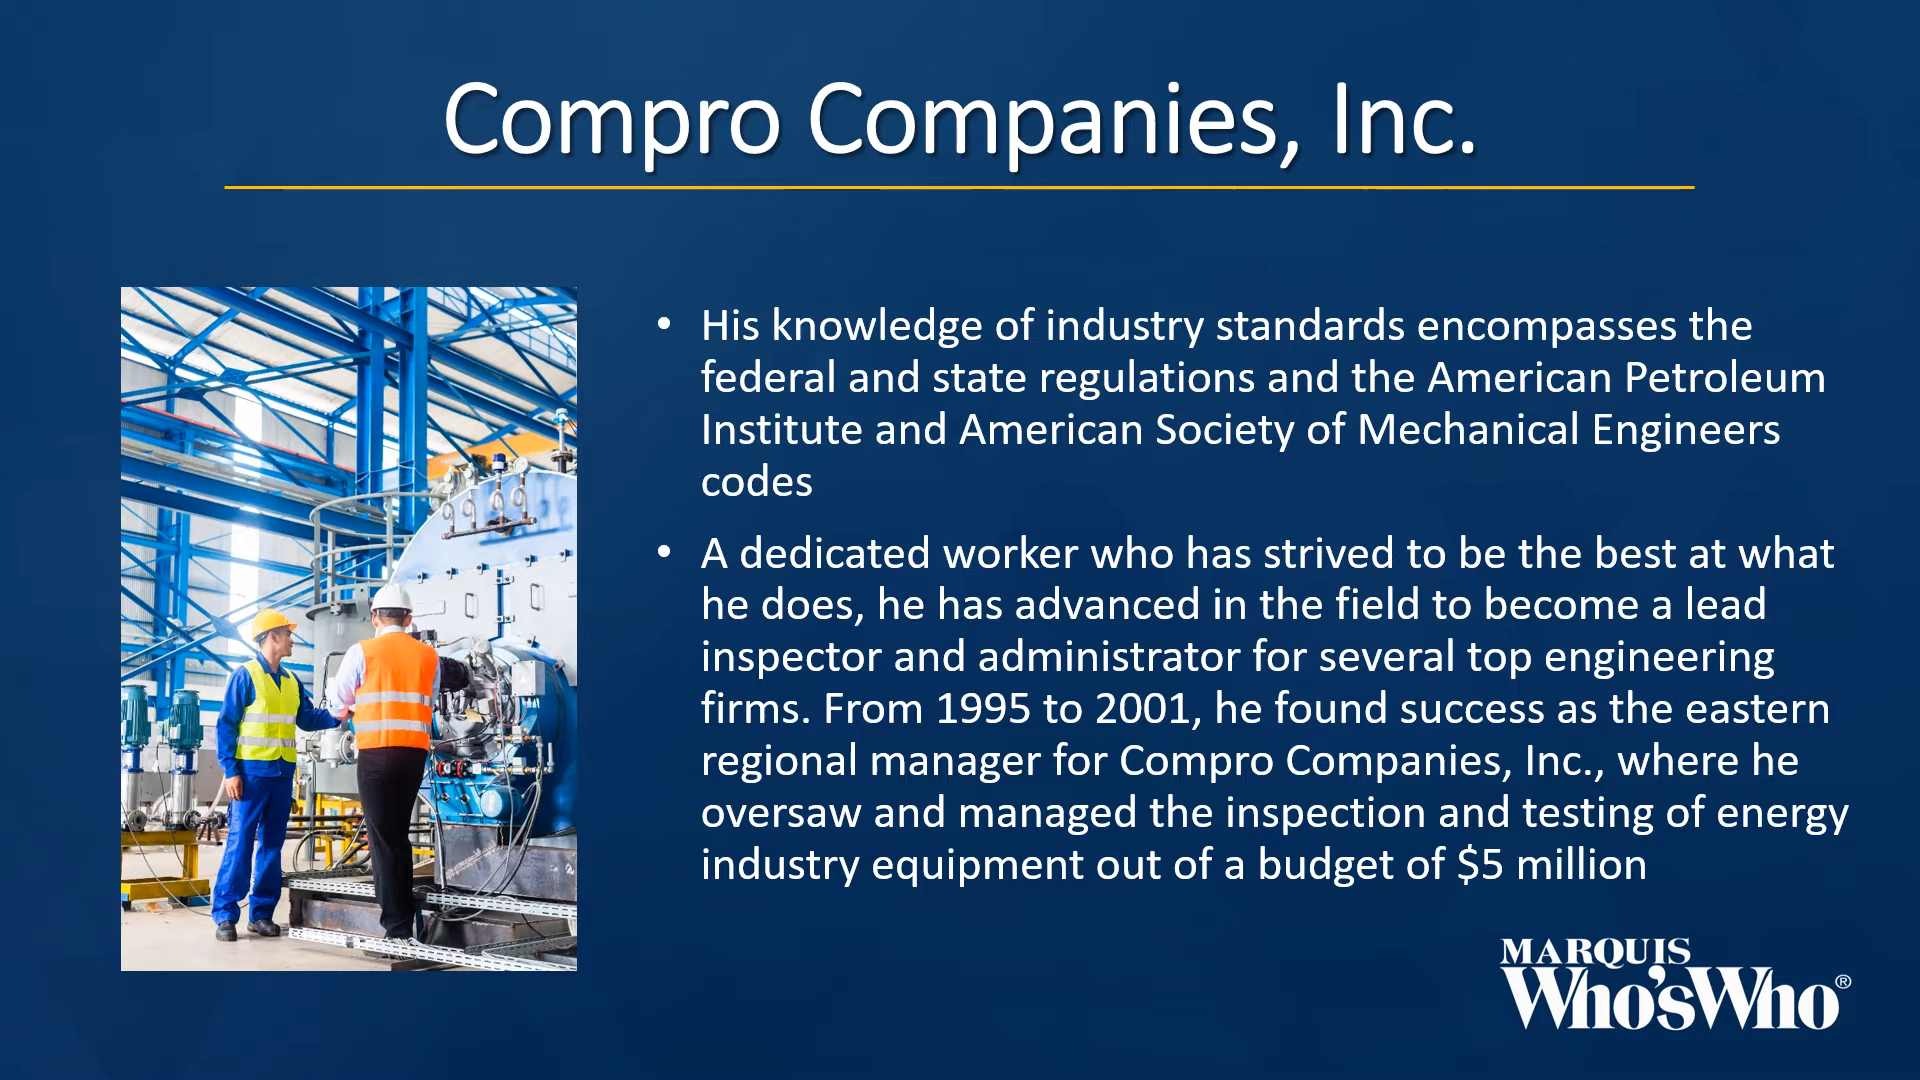 Compro Companies, Inc.
• His knowledge of industry standards encompasses the
federal and state regulations and the American Petroleum
Institute and American Society of Mechanical Engineers
codes
• A dedicated worker who has strived to be the best at what
he does, he has advanced in the field to become a lead
inspector and administrator for several top engineering
firms. From 1995 to 2001, he found success as the eastern
regional manager for Compro Companies, Inc., where he
oversaw and managed the inspection and testing of energy
industry equipment out of a budget of $5 million
MARQUIS
Who'sWho®